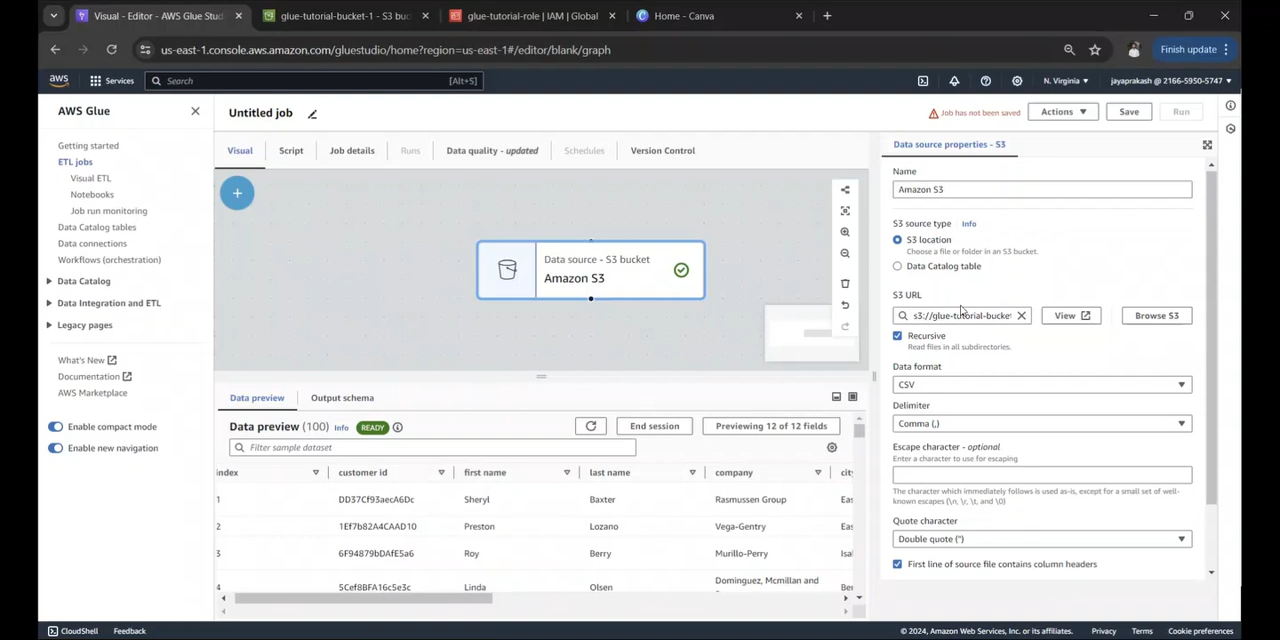 Visual - Editor - AWS Glue Stud
glue-tutorial-bucket-1 - S3 buc
glue-tutorial-role | IAM | Global
Home - Canva
us-east-1.console.aws.amazon.com/gluestudio/home?region=us-east-1#/editor/blank/graph
Finish update
aws
Services
Search
[Alt+S]
N. Virginia
jayaprakash @ 2166-5950-5747
AWS Glue
Getting started
ETL jobs
Visual ETL
Notebooks
Job run monitoring
Data Catalog tables
Data connections
Workflows (orchestration)
Data Catalog
Data Integration and ETL
Legacy pages
What's New
Documentation
AWS Marketplace
Enable compact mode
Enable new navigation
Untitled job
Job has not been saved
Actions
Save
Run
Visual
Script
Job details
Runs
Data quality - updated
Schedules
Version Control
Data source - S3 bucket
Amazon S3
Data preview
Output schema
Data preview (100)
Info
READY
End session
Previewing 12 of 12 fields
Filter sample dataset
index customer id first name last name company city
1 DD37Cf93aecA6Dc Sheryl Baxter Rasmussen Group Eas
2 1Ef7b82A4CAAD10 Preston Lozano Vega-Gentry Eas
3 6F94879bDAfE5a6 Roy Berry Murillo-Perry Isa
4 5Cef8BFA16c5e3c Linda Olsen Dominguez, Mcmillan and Be
Data source properties - S3
Name
Amazon S3
S3 source type Info
S3 location
Choose a file or folder in an S3 bucket.
Data Catalog table
S3 URL
s3://glue-tutorial-bucket
View
Browse S3
Recursive
Read files in all subdirectories.
Data format
CSV
Delimiter
Comma (,)
Escape character - optional
Enter a character to use for escaping
The character which immediately follows is used as-is, except for a small set of well-
known escapes (\n, \r, \t, and \0)
Quote character
Double quote (")
First line of source file contains column headers
CloudShell
Feedback
© 2024, Amazon Web Services, Inc. or its affiliates.
Privacy
Terms
Cookie preferences